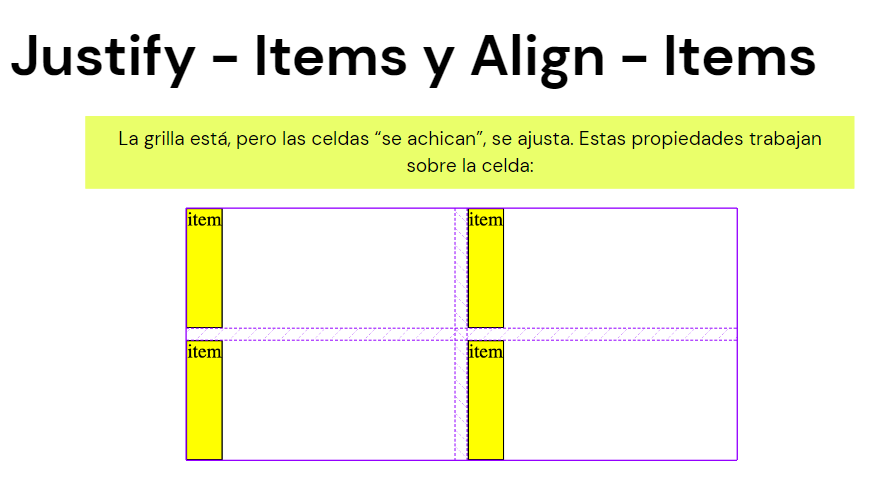 Justify - Items y Align - Items
La grilla está, pero las celdas “se achican”, se ajusta. Estas propiedades trabajan
sobre la celda:
item item
item item